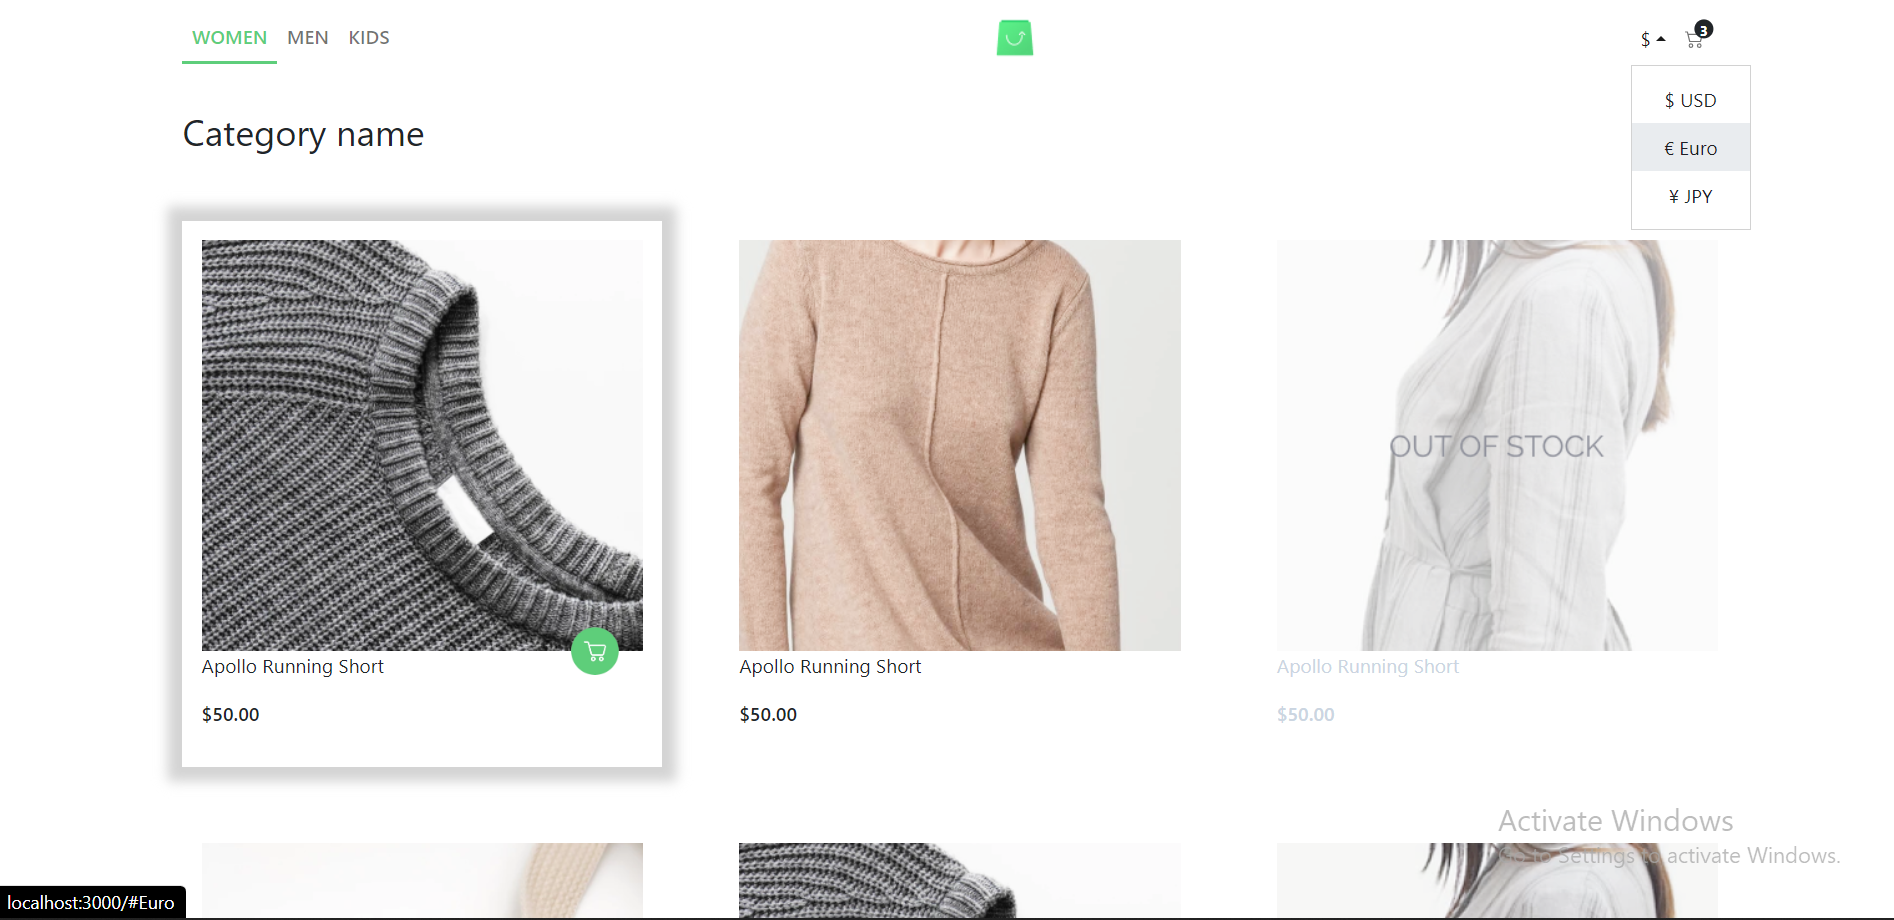 WOMEN MEN KIDS
$ 3
$ USD
€ Euro
¥ JPY
Category name
OUT OF STOCK
Apollo Running Short
$50.00
Apollo Running Short
$50.00
Apollo Running Short
$50.00
Activate Windows
Go to Settings to activate Windows.
localhost:3000/#Euro